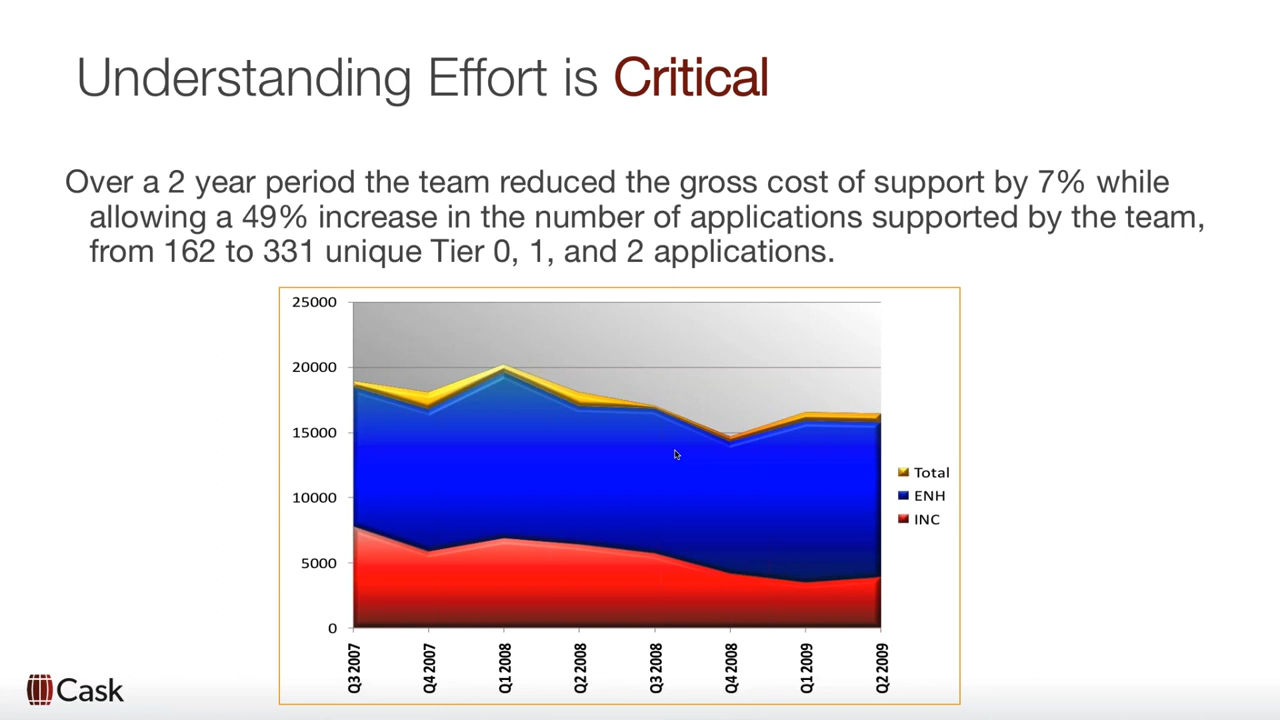 Understanding Effort is Critical
Over a 2 year period the team reduced the gross cost of support by 7% while
allowing a 49% increase in the number of applications supported by the team,
from 162 to 331 unique Tier 0, 1, and 2 applications.
25000
20000
15000
10000
5000
0
Q3 2007
Q4 2007
Q1 2008
Q2 2008
Q3 2008
Q4 2008
Q1 2009
Q2 2009
Total
ENH
INC
Cask